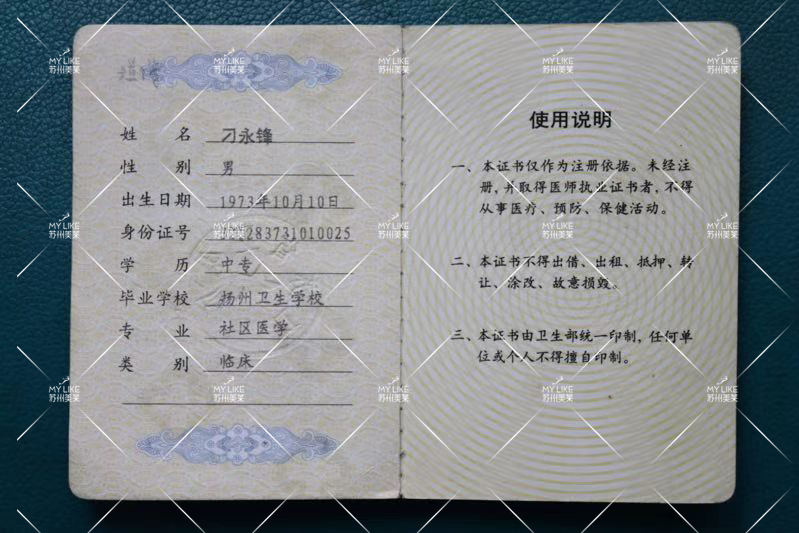 姓 名 刁永锋
性 别 男
出生日期 1973年10月10日
身份证号 283731010025
学 历 中专
毕业学校 扬州卫生学校
专 业 社区医学
类 别 临床
使用说明
一、本证书仅作为注册依据。未经注
册,并取得医师执业证书者,不得
从事医疗、预防、保健活动。
二、本证书不得出借、出租、抵押、转
让、涂改、故意损毁。
三、本证书由卫生部统一印制,任何单
位或个人不得擅自印制。
MY LIKE
苏州美莱